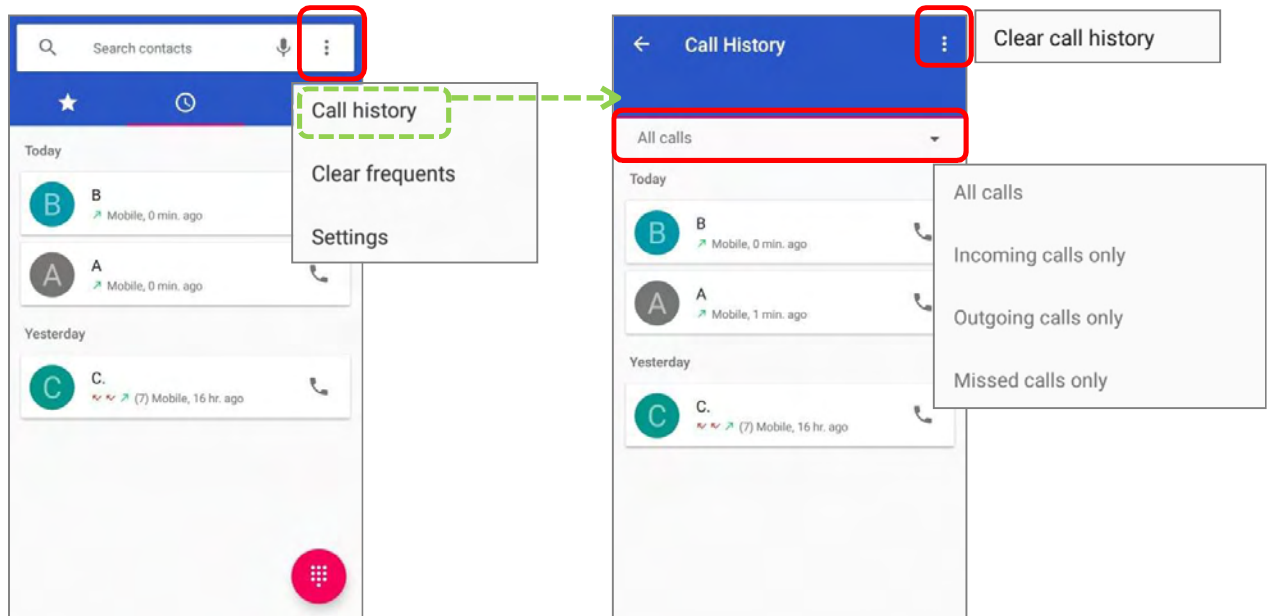 Search contacts
Call history
Clear frequents
Settings
Today
B
B
Mobile, 0 min. ago
A
A
Mobile, 0 min. ago
Yesterday
C
C.
(7) Mobile, 16 hr. ago
Call History
Clear call history
All calls
All calls
Incoming calls only
Outgoing calls only
Missed calls only
Today
B
B
Mobile, 0 min. ago
A
A
Mobile, 1 min. ago
Yesterday
C
C.
(7) Mobile, 16 hr. ago